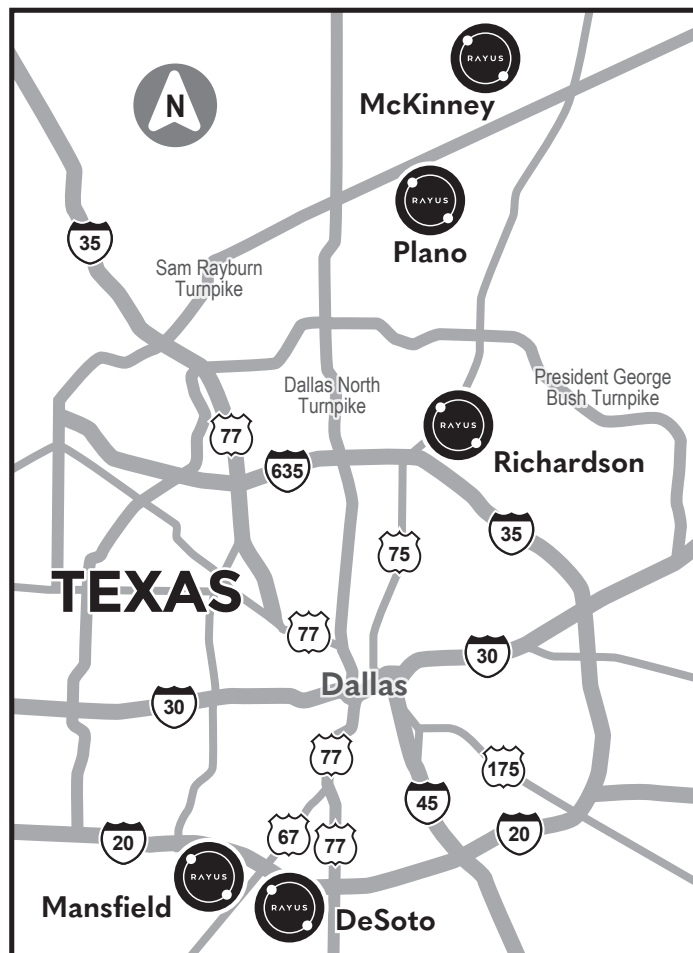 RAYUS
McKinney
N
RAYUS
Plano
35
Sam Rayburn
Turnpike
Dallas North
Turnpike
President George
Bush Turnpike
77
RAYUS
Richardson
635
35
75
TEXAS
77
30
Dallas
30
77
175
45
20
67
77
20
RAYUS
Mansfield
RAYUS
DeSoto